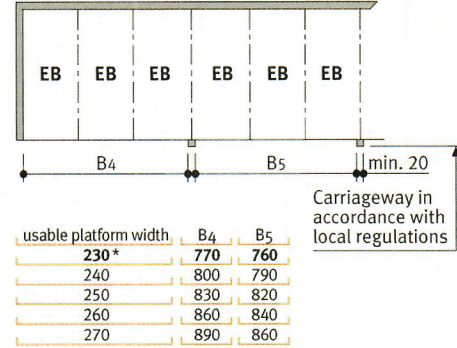 EB EB EB EB EB EB
B4 B5 min. 20
Carriageway in
accordance with
local regulations
usable platform width B4 B5
230* 770 760
240 800 790
250 830 820
260 860 840
270 890 860